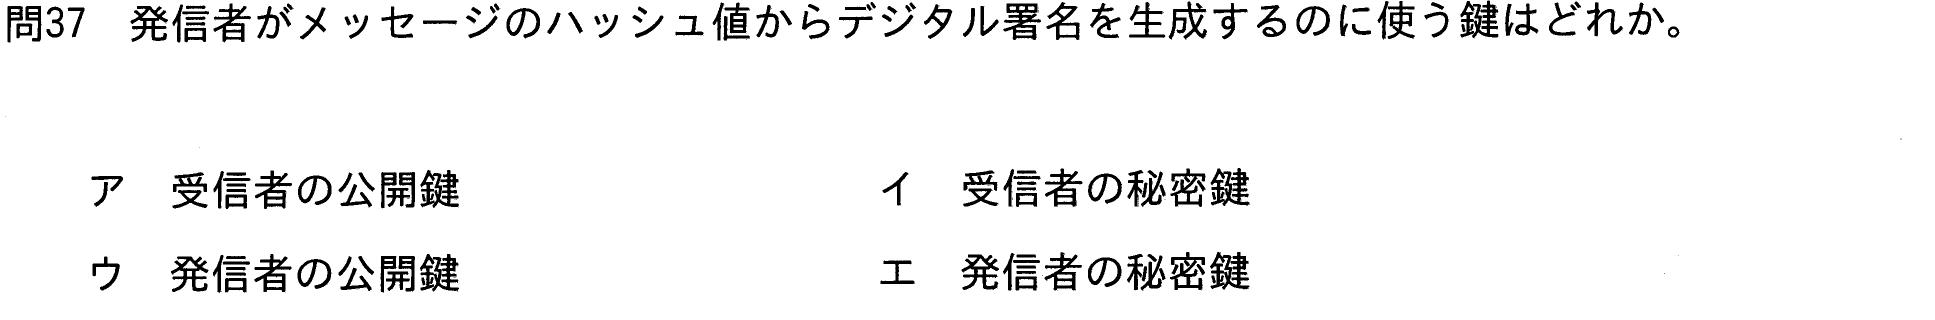 問37　発信者がメッセージのハッシュ値からデジタル署名を生成するのに使う鍵はどれか。
ア　受信者の公開鍵　イ　受信者の秘密鍵
ウ　発信者の公開鍵　エ　発信者の秘密鍵